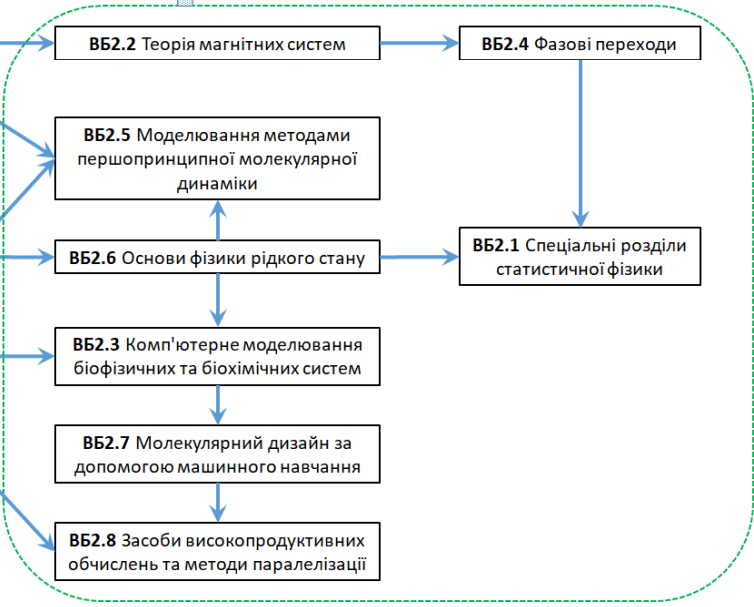 ВБ2.2 Теорія магнітних систем
ВБ2.4 Фазові переходи
ВБ2.5 Моделювання методами
першопринципної молекулярної
динаміки
ВБ2.6 Основи фізики рідкого стану
ВБ2.1 Спеціальні розділи
статистичної фізики
ВБ2.3 Комп'ютерне моделювання
біофізичних та біохімічних систем
ВБ2.7 Молекулярний дизайн за
допомогою машинного навчання
ВБ2.8 Засоби високопродуктивних
обчислень та методи паралелізації